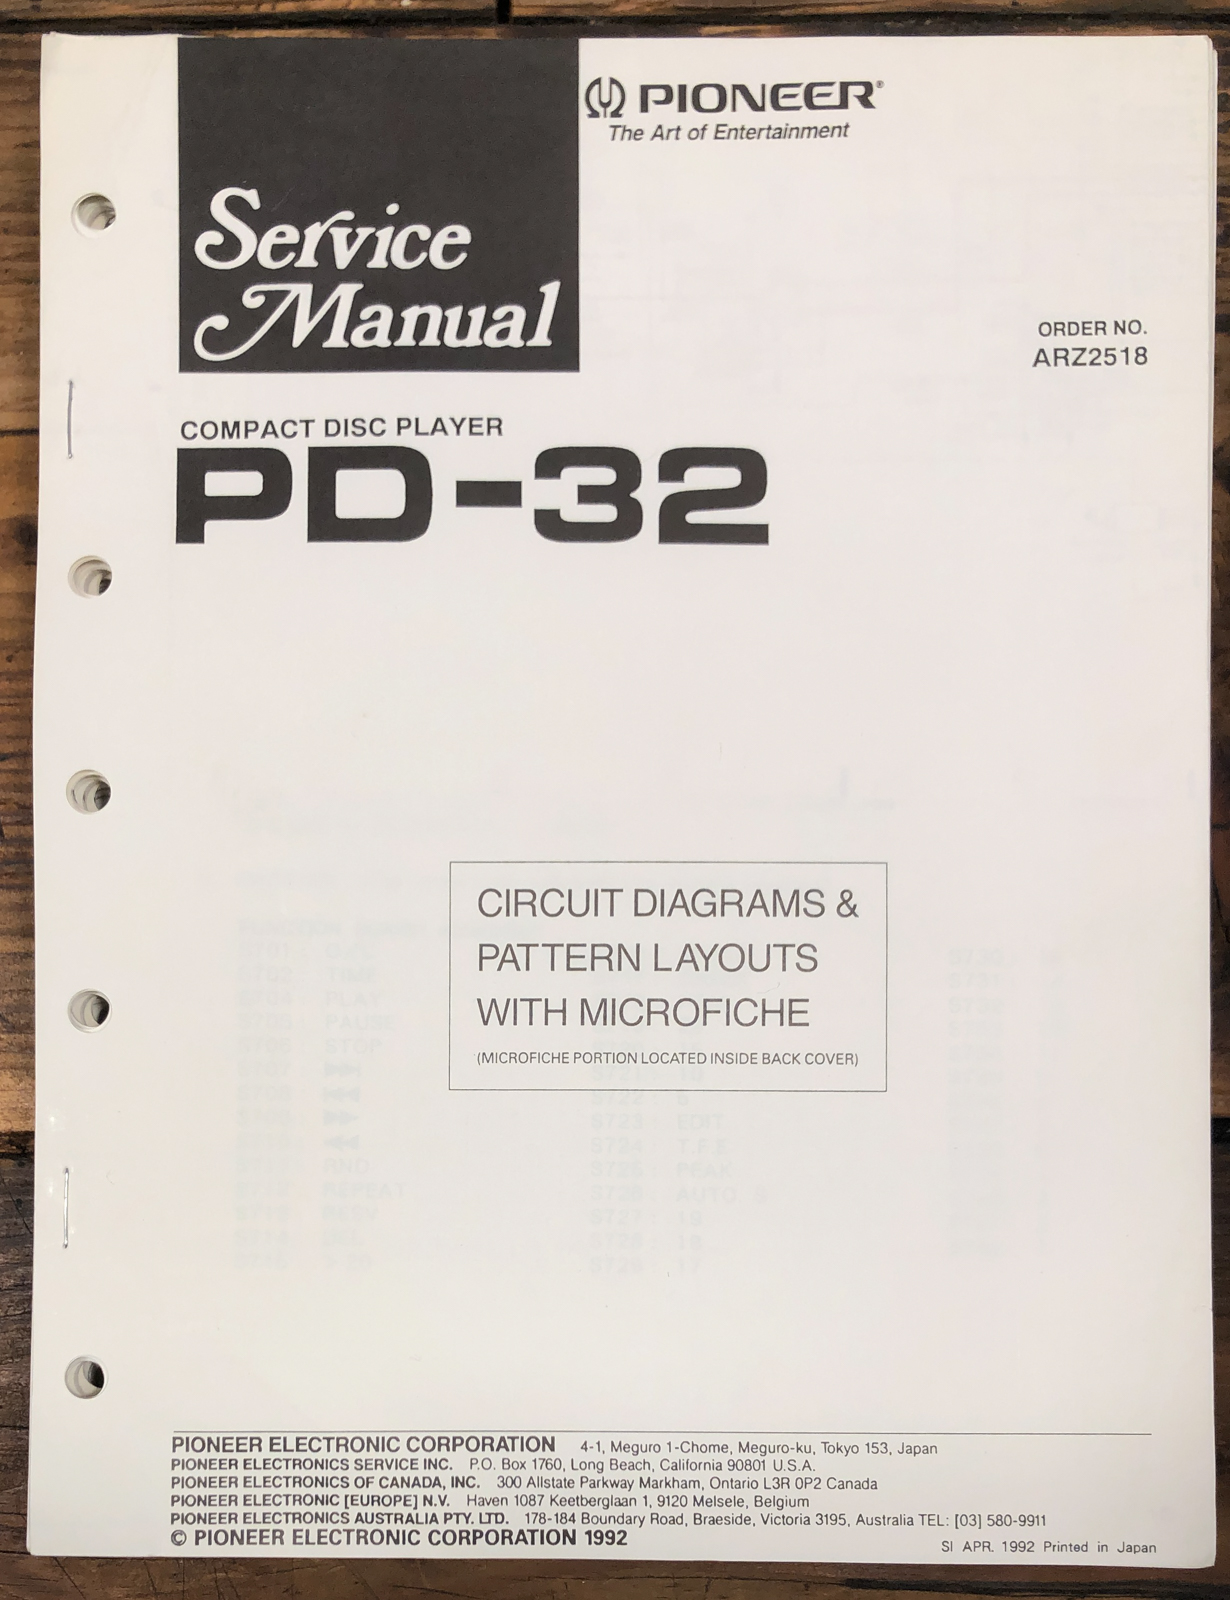 PIONEER®
The Art of Entertainment
Service
Manual
ORDER NO.
ARZ2518
COMPACT DISC PLAYER
PD-32
CIRCUIT DIAGRAMS &
PATTERN LAYOUTS
WITH MICROFICHE
(MICROFICHE PORTION LOCATED INSIDE BACK COVER)
PIONEER ELECTRONIC CORPORATION 4-1, Meguro 1-Chome, Meguro-ku, Tokyo 153, Japan
PIONEER ELECTRONICS SERVICE INC. P.O. Box 1760, Long Beach, California 90801 U.S.A.
PIONEER ELECTRONICS OF CANADA, INC. 300 Allstate Parkway Markham, Ontario L3R 0P2 Canada
PIONEER ELECTRONIC [EUROPE] N.V. Haven 1087 Keetberglaan 1, 9120 Melsele, Belgium
PIONEER ELECTRONICS AUSTRALIA PTY. LTD. 178-184 Boundary Road, Braeside, Victoria 3195, Australia TEL: [03] 580-9911
© PIONEER ELECTRONIC CORPORATION 1992
SI APR. 1992 Printed in Japan